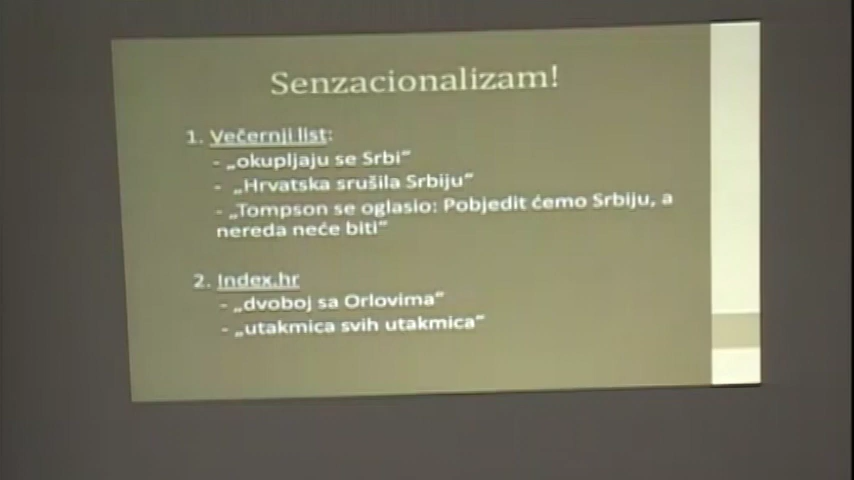 Senzacionalizam!
1. Večernji list:
- „okupljaju se Srbi“
- „Hrvatska srušila Srbiju“
- „Tompson se oglasio: Pobjedit ćemo Srbiju, a
nereda neće biti“
2. Index.hr
- „dvoboj sa Orlovima“
- „utakmica svih utakmica“